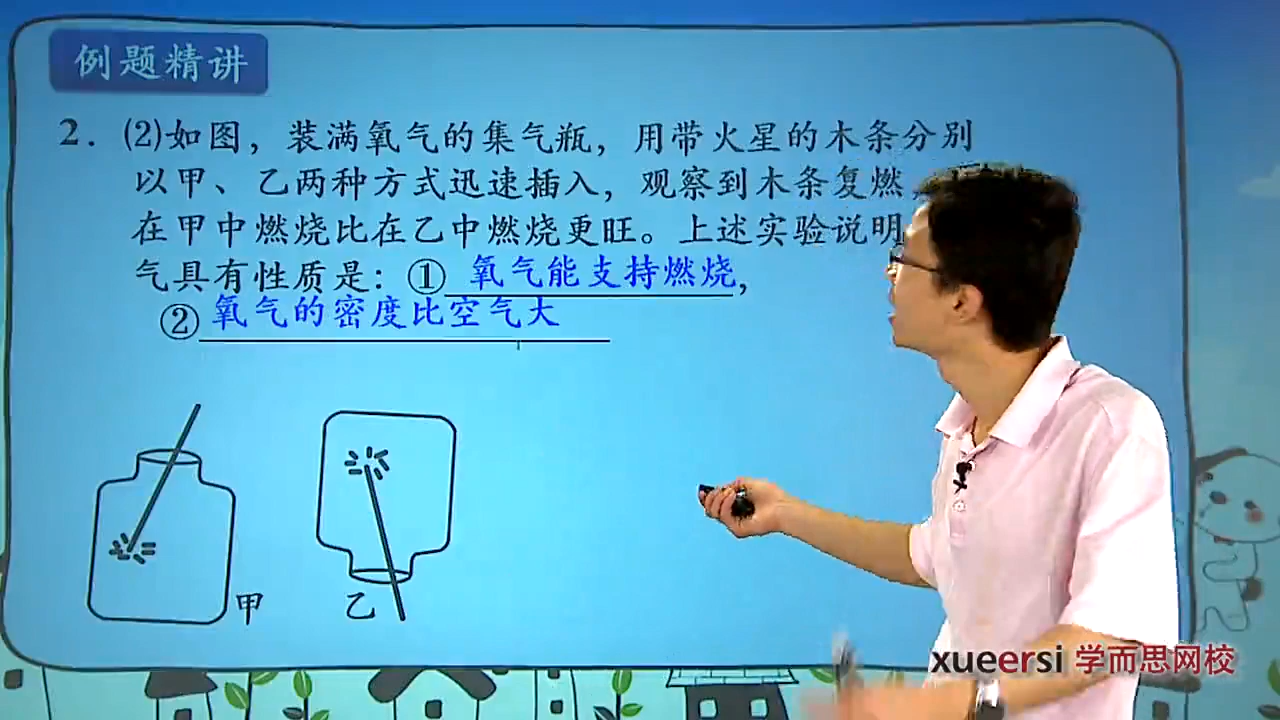 例题精讲
2. (2)如图，装满氧气的集气瓶，用带火星的木条分别
以甲、乙两种方式迅速插入，观察到木条复燃，
在甲中燃烧比在乙中燃烧更旺。上述实验说明
气具有性质是：① 氧气能支持燃烧，
② 氧气的密度比空气大
甲
乙
xueersi 学而思网校